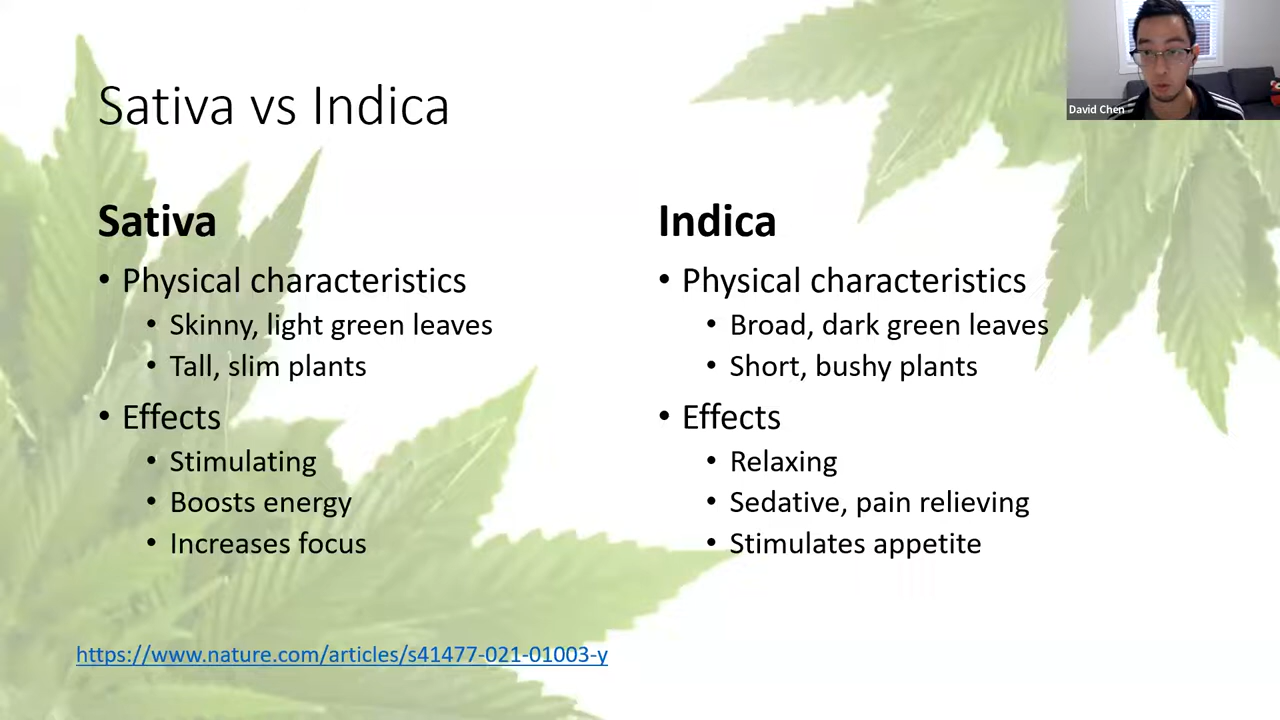 David Chen
Sativa vs Indica
Sativa
• Physical characteristics
• Skinny, light green leaves
• Tall, slim plants
• Effects
• Stimulating
• Boosts energy
• Increases focus
Indica
• Physical characteristics
• Broad, dark green leaves
• Short, bushy plants
• Effects
• Relaxing
• Sedative, pain relieving
• Stimulates appetite
https://www.nature.com/articles/s41477-021-01003-y